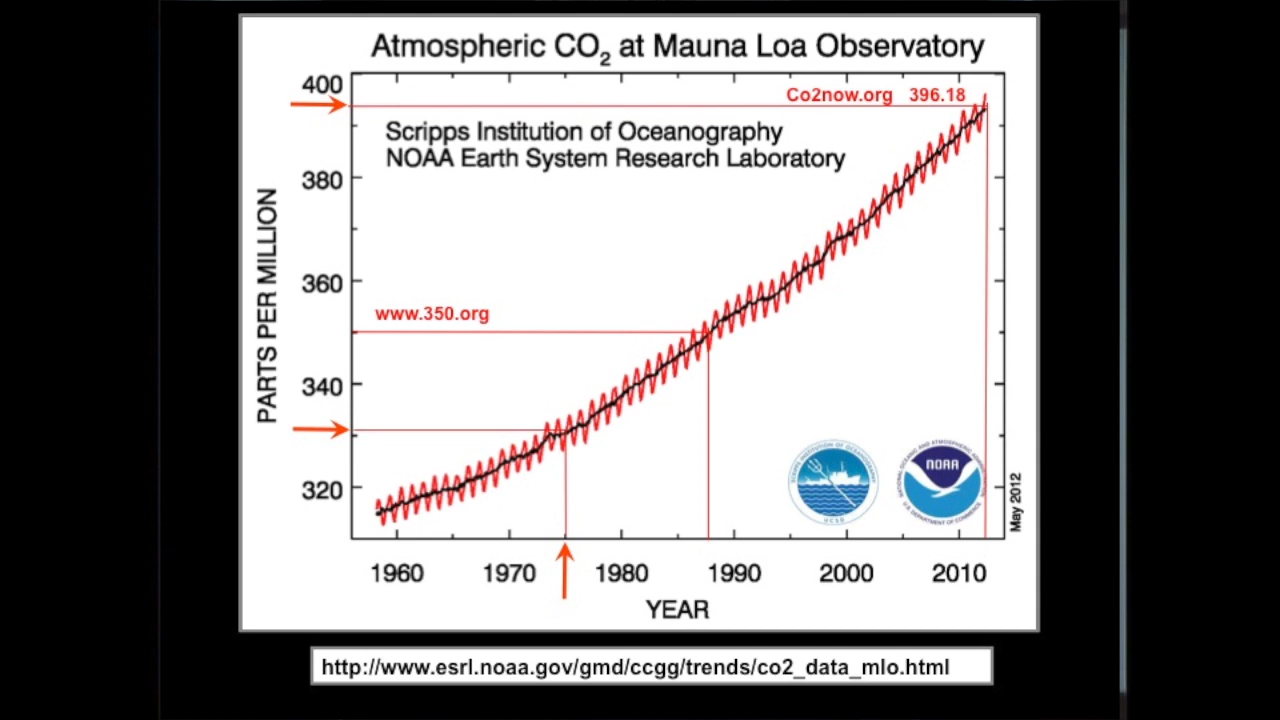 Atmospheric CO₂ at Mauna Loa Observatory
400
Co2now.org 396.18
Scripps Institution of Oceanography
NOAA Earth System Research Laboratory
380
PARTS PER MILLION
360
www.350.org
340
320
NOAA
UCSD
May 2012
1960 1970 1980 1990 2000 2010
YEAR
http://www.esrl.noaa.gov/gmd/ccgg/trends/co2_data_mlo.html